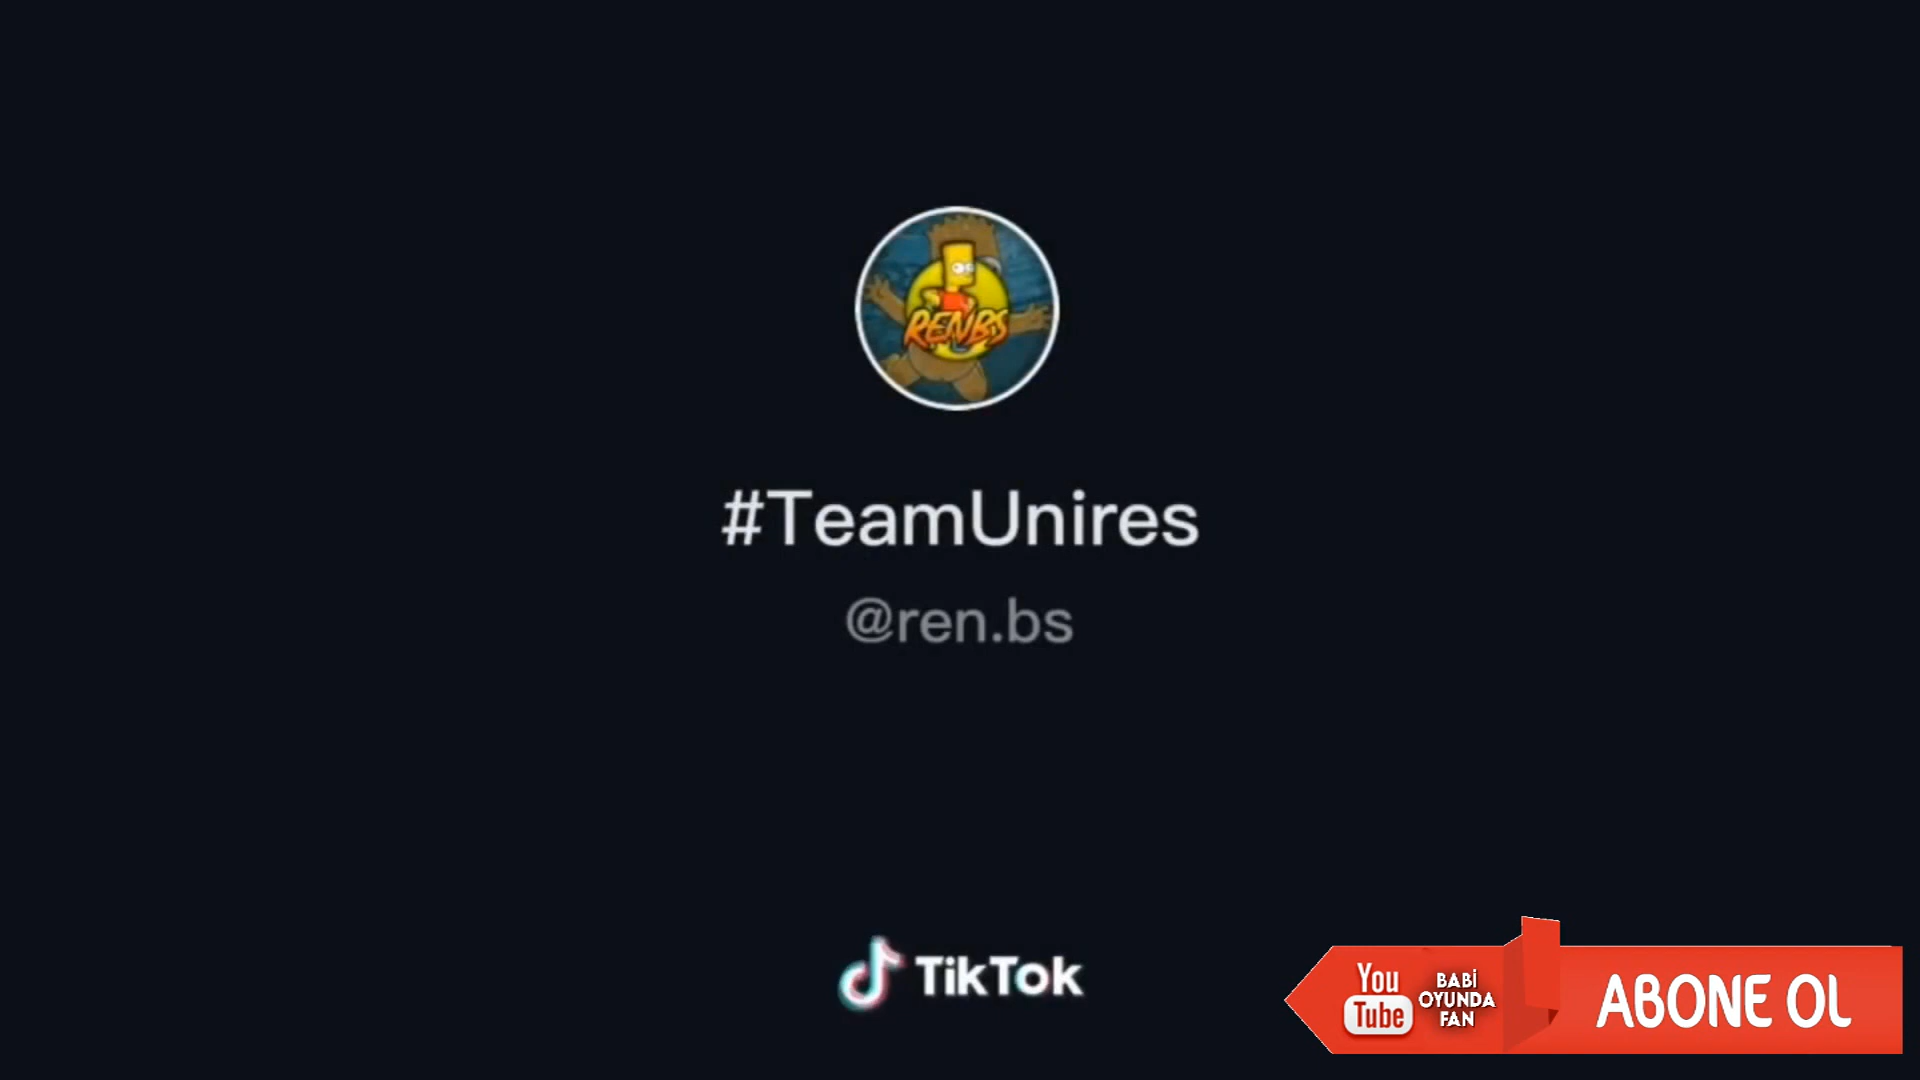 RENBS
#TeamUnires
@ren.bs
TikTok
You
Tube
BABİ
OYUNDA
FAN
ABONE OL